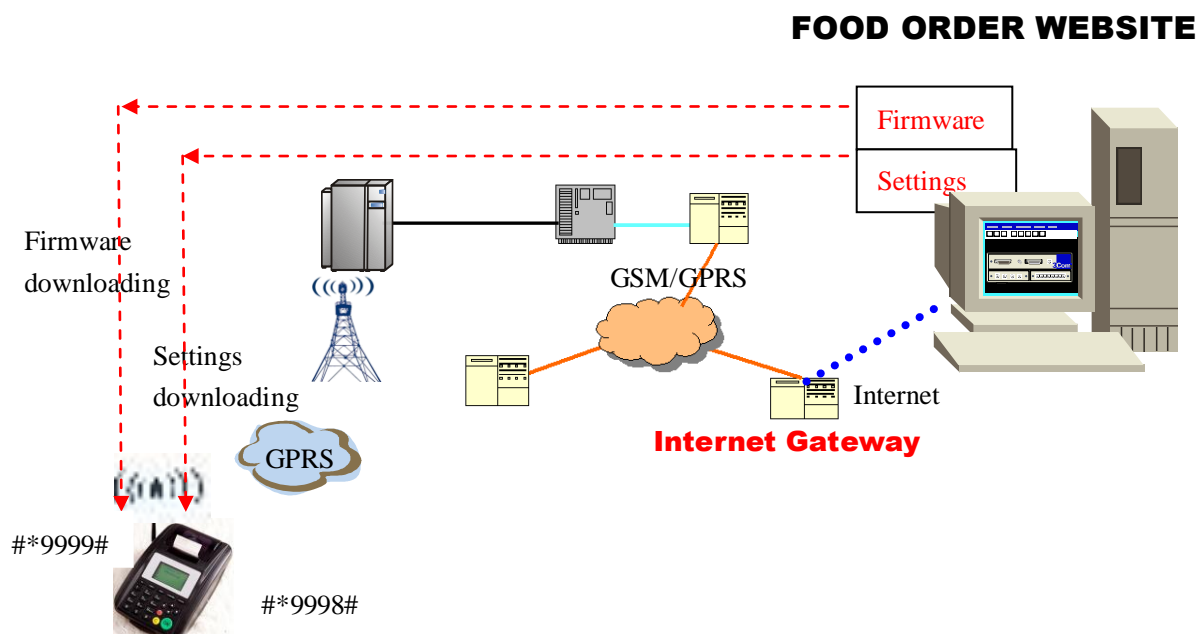 FOOD ORDER WEBSITE
Firmware
Settings
Firmware
downloading
GSM/GPRS
Settings
downloading
Internet
Internet Gateway
GPRS
#*9999#
#*9998#